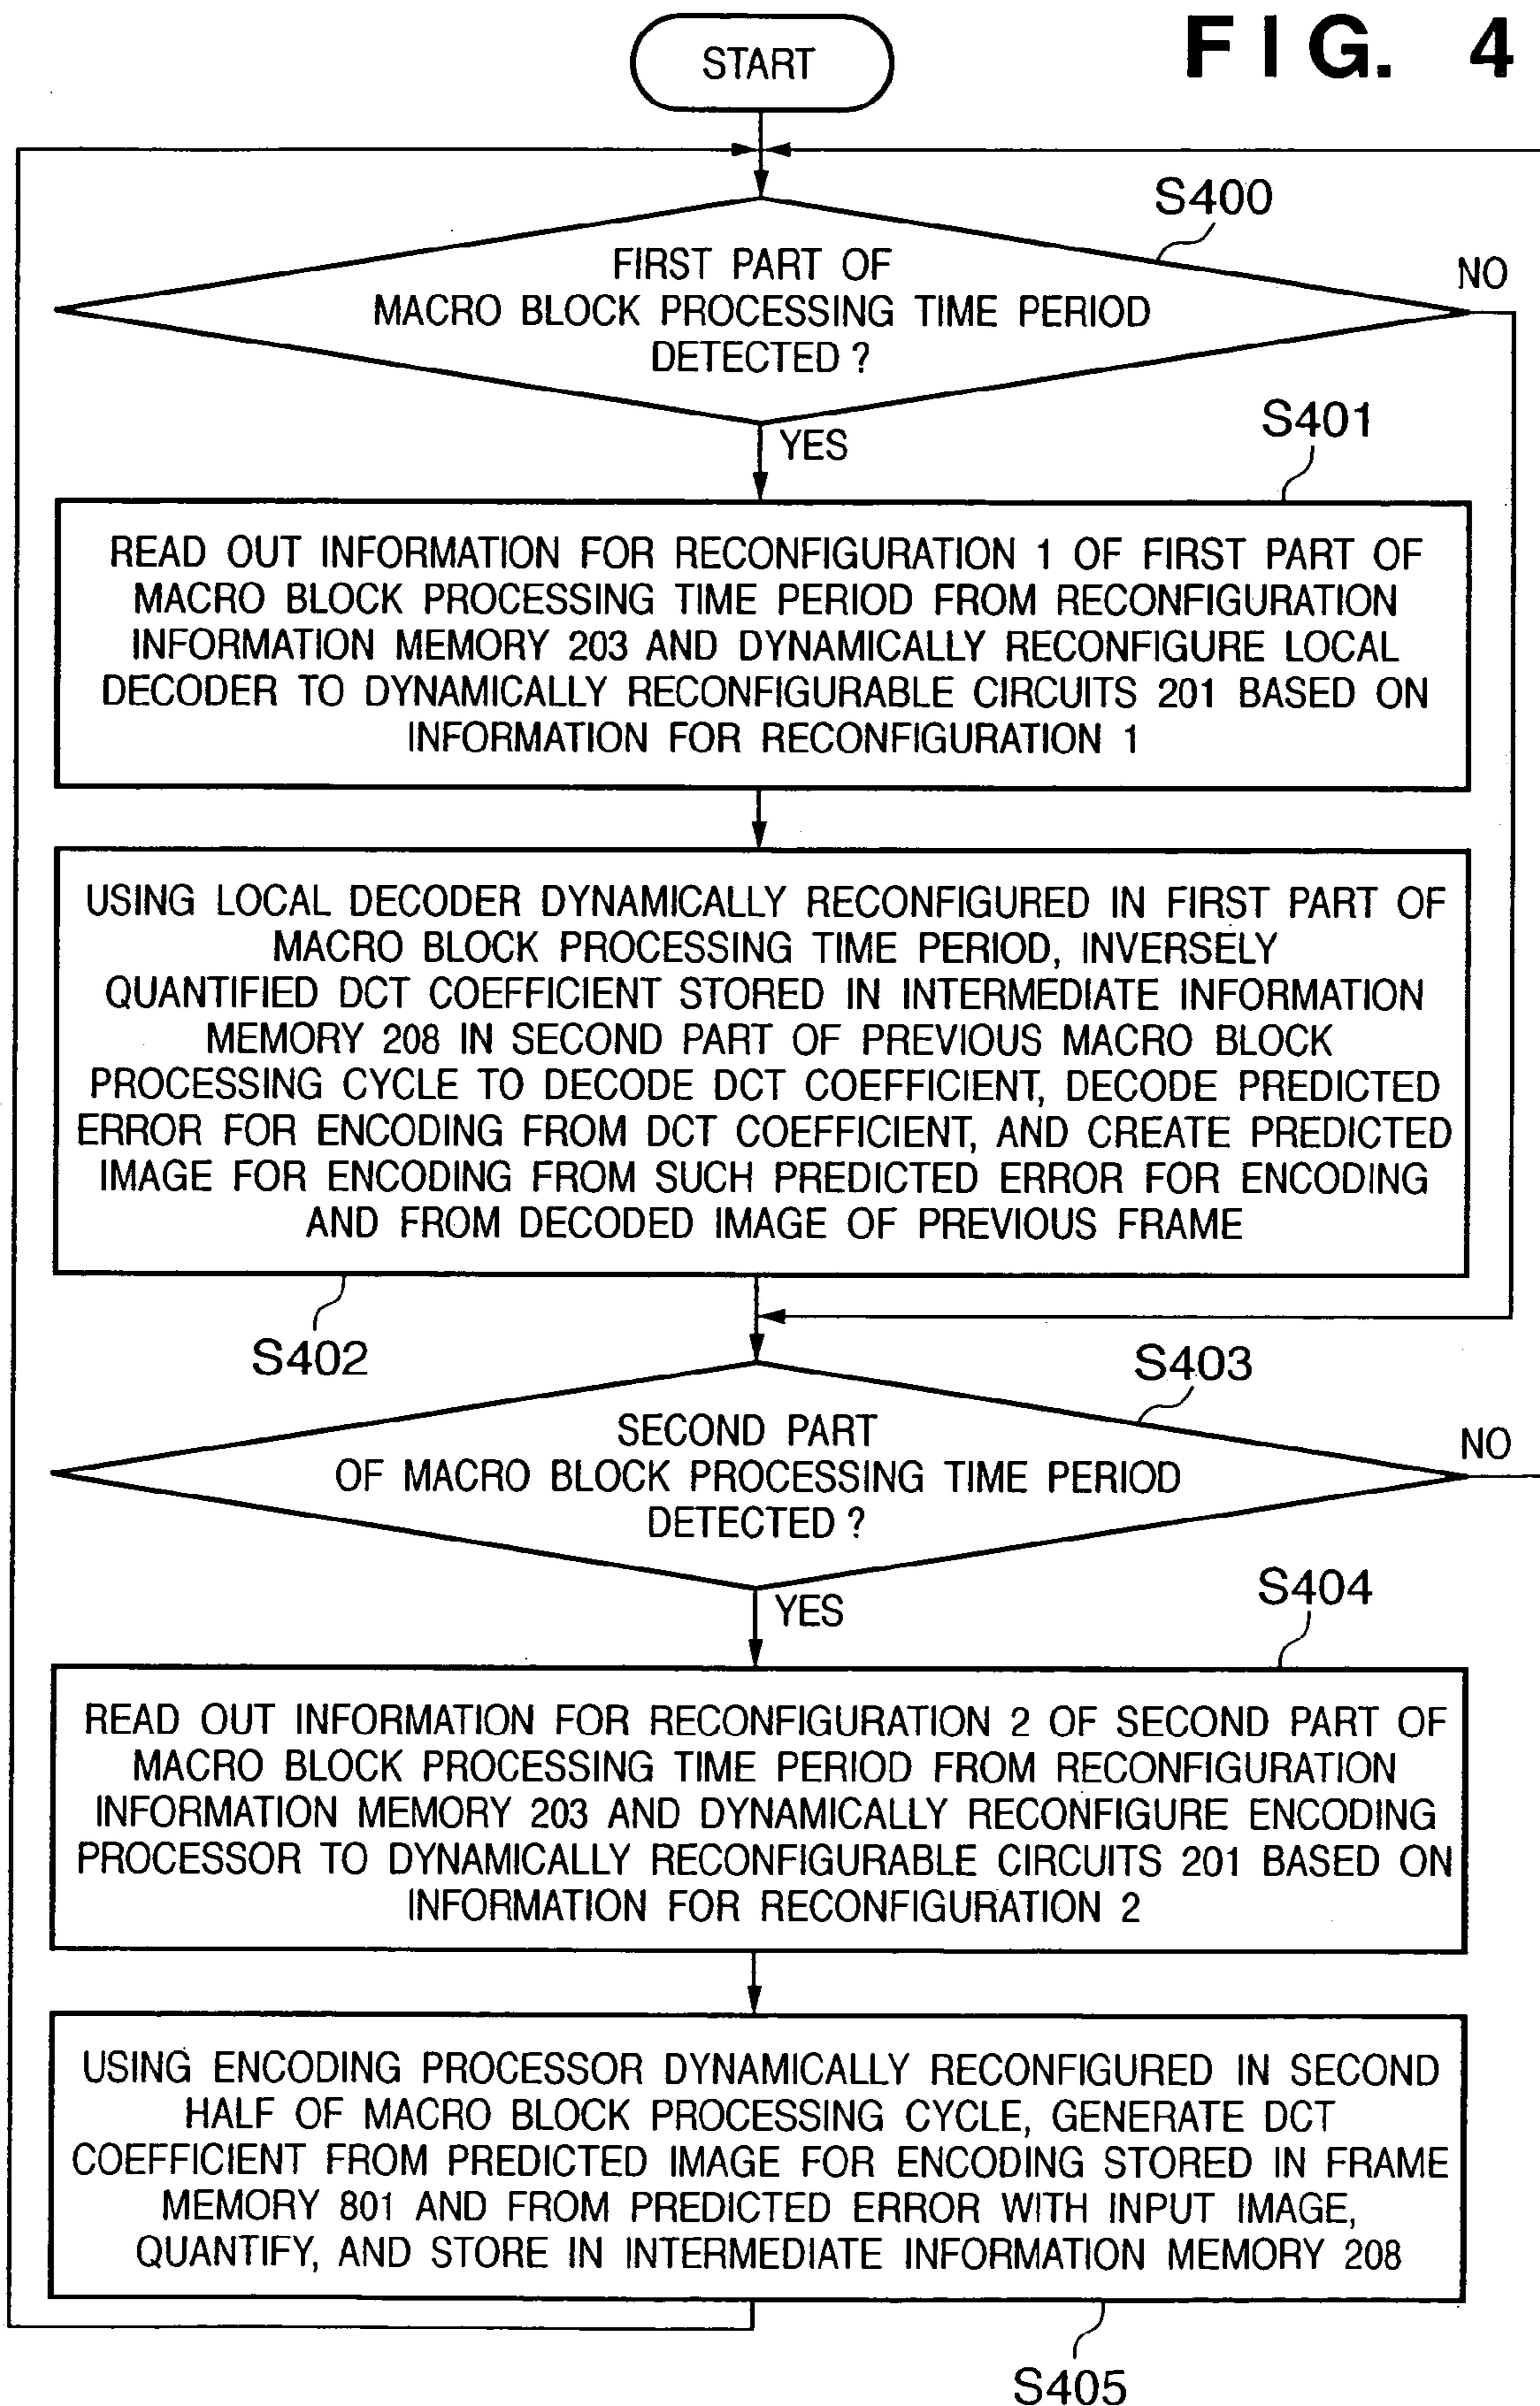 FIG. 4
START
S400
FIRST PART OF
MACRO BLOCK PROCESSING TIME PERIOD
DETECTED ?
NO
YES
S401
READ OUT INFORMATION FOR RECONFIGURATION 1 OF FIRST PART OF
MACRO BLOCK PROCESSING TIME PERIOD FROM RECONFIGURATION
INFORMATION MEMORY 203 AND DYNAMICALLY RECONFIGURE LOCAL
DECODER TO DYNAMICALLY RECONFIGURABLE CIRCUITS 201 BASED ON
INFORMATION FOR RECONFIGURATION 1
USING LOCAL DECODER DYNAMICALLY RECONFIGURED IN FIRST PART OF
MACRO BLOCK PROCESSING TIME PERIOD, INVERSELY
QUANTIFIED DCT COEFFICIENT STORED IN INTERMEDIATE INFORMATION
MEMORY 208 IN SECOND PART OF PREVIOUS MACRO BLOCK
PROCESSING CYCLE TO DECODE DCT COEFFICIENT, DECODE PREDICTED
ERROR FOR ENCODING FROM DCT COEFFICIENT, AND CREATE PREDICTED
IMAGE FOR ENCODING FROM SUCH PREDICTED ERROR FOR ENCODING
AND FROM DECODED IMAGE OF PREVIOUS FRAME
S402
S403
SECOND PART
OF MACRO BLOCK PROCESSING TIME PERIOD
DETECTED ?
NO
YES
S404
READ OUT INFORMATION FOR RECONFIGURATION 2 OF SECOND PART OF
MACRO BLOCK PROCESSING TIME PERIOD FROM RECONFIGURATION
INFORMATION MEMORY 203 AND DYNAMICALLY RECONFIGURE ENCODING
PROCESSOR TO DYNAMICALLY RECONFIGURABLE CIRCUITS 201 BASED ON
INFORMATION FOR RECONFIGURATION 2
USING ENCODING PROCESSOR DYNAMICALLY RECONFIGURED IN SECOND
HALF OF MACRO BLOCK PROCESSING CYCLE, GENERATE DCT
COEFFICIENT FROM PREDICTED IMAGE FOR ENCODING STORED IN FRAME
MEMORY 801 AND FROM PREDICTED ERROR WITH INPUT IMAGE,
QUANTIFY, AND STORE IN INTERMEDIATE INFORMATION MEMORY 208
S405